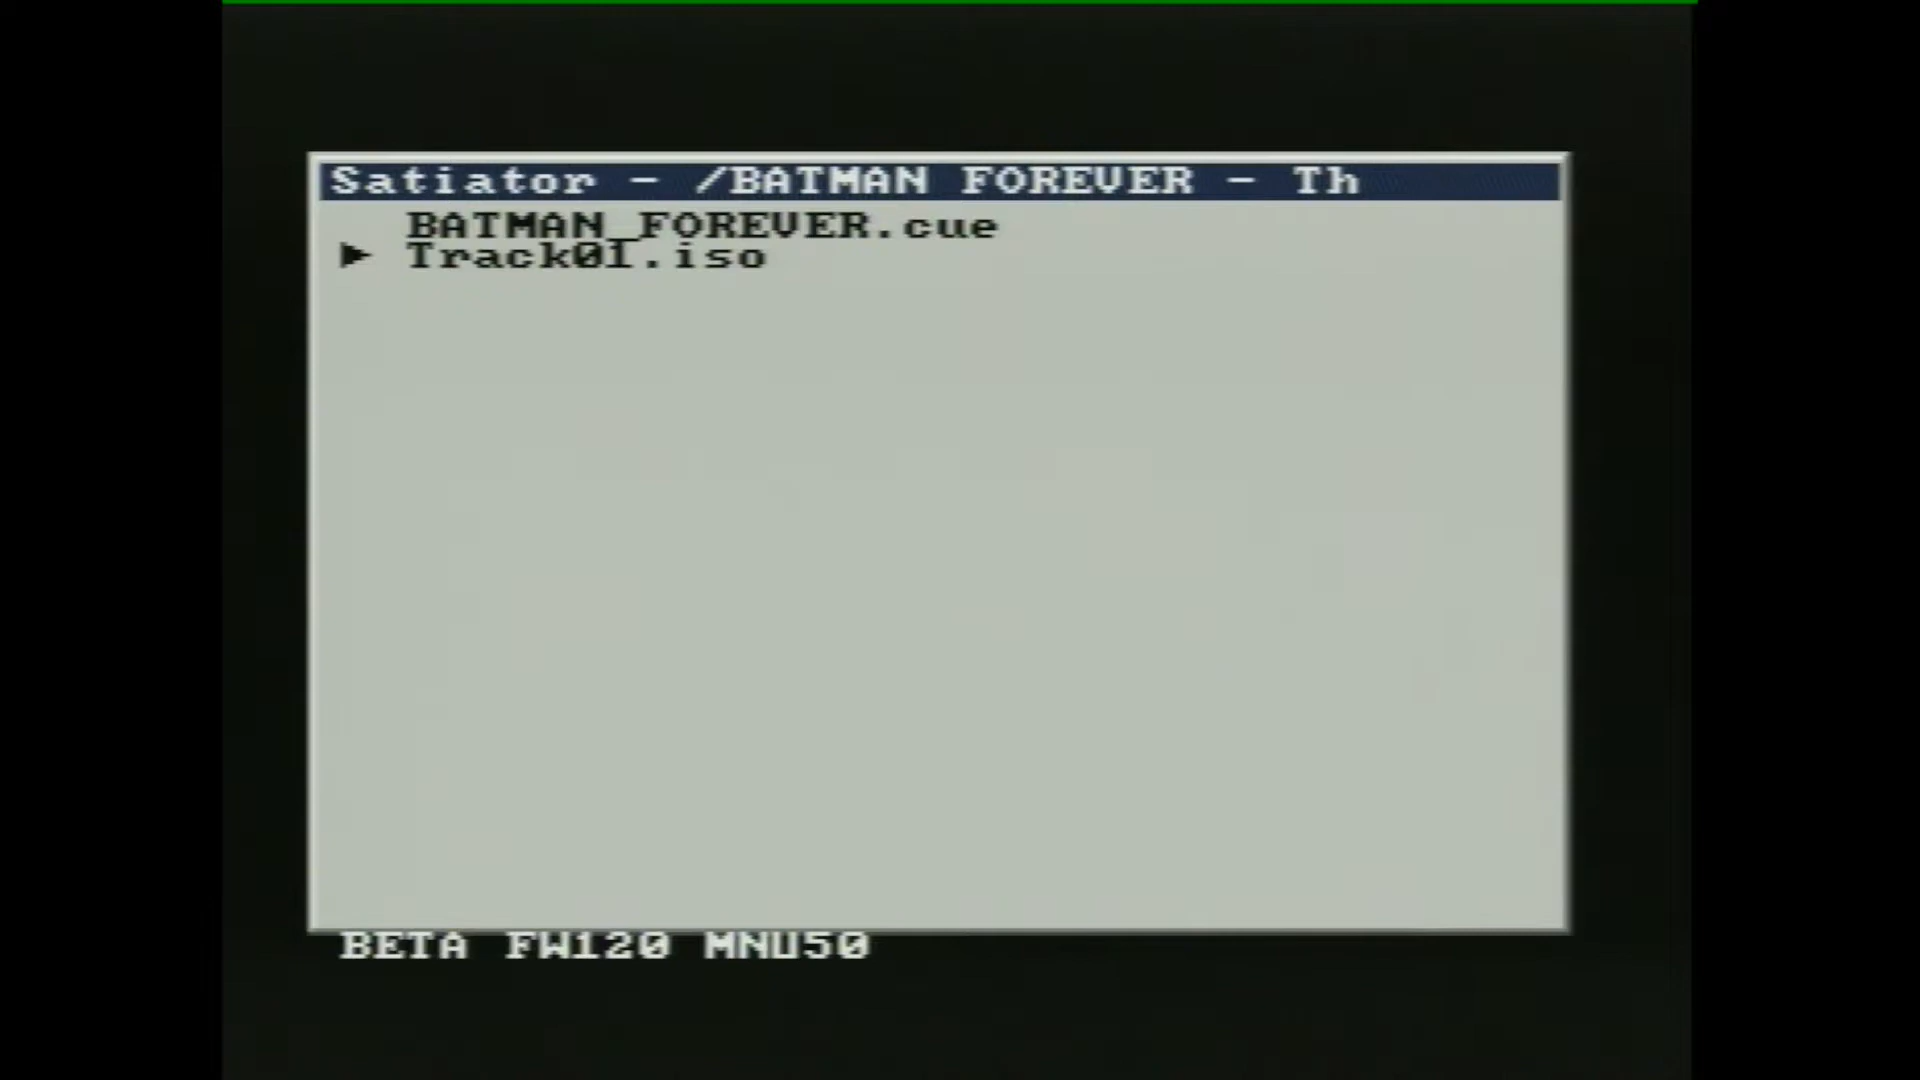 Satiator - /BATMAN FOREVER - Th
BATMAN_FOREVER.cue
Track01.iso
BETA FW120 MNU50